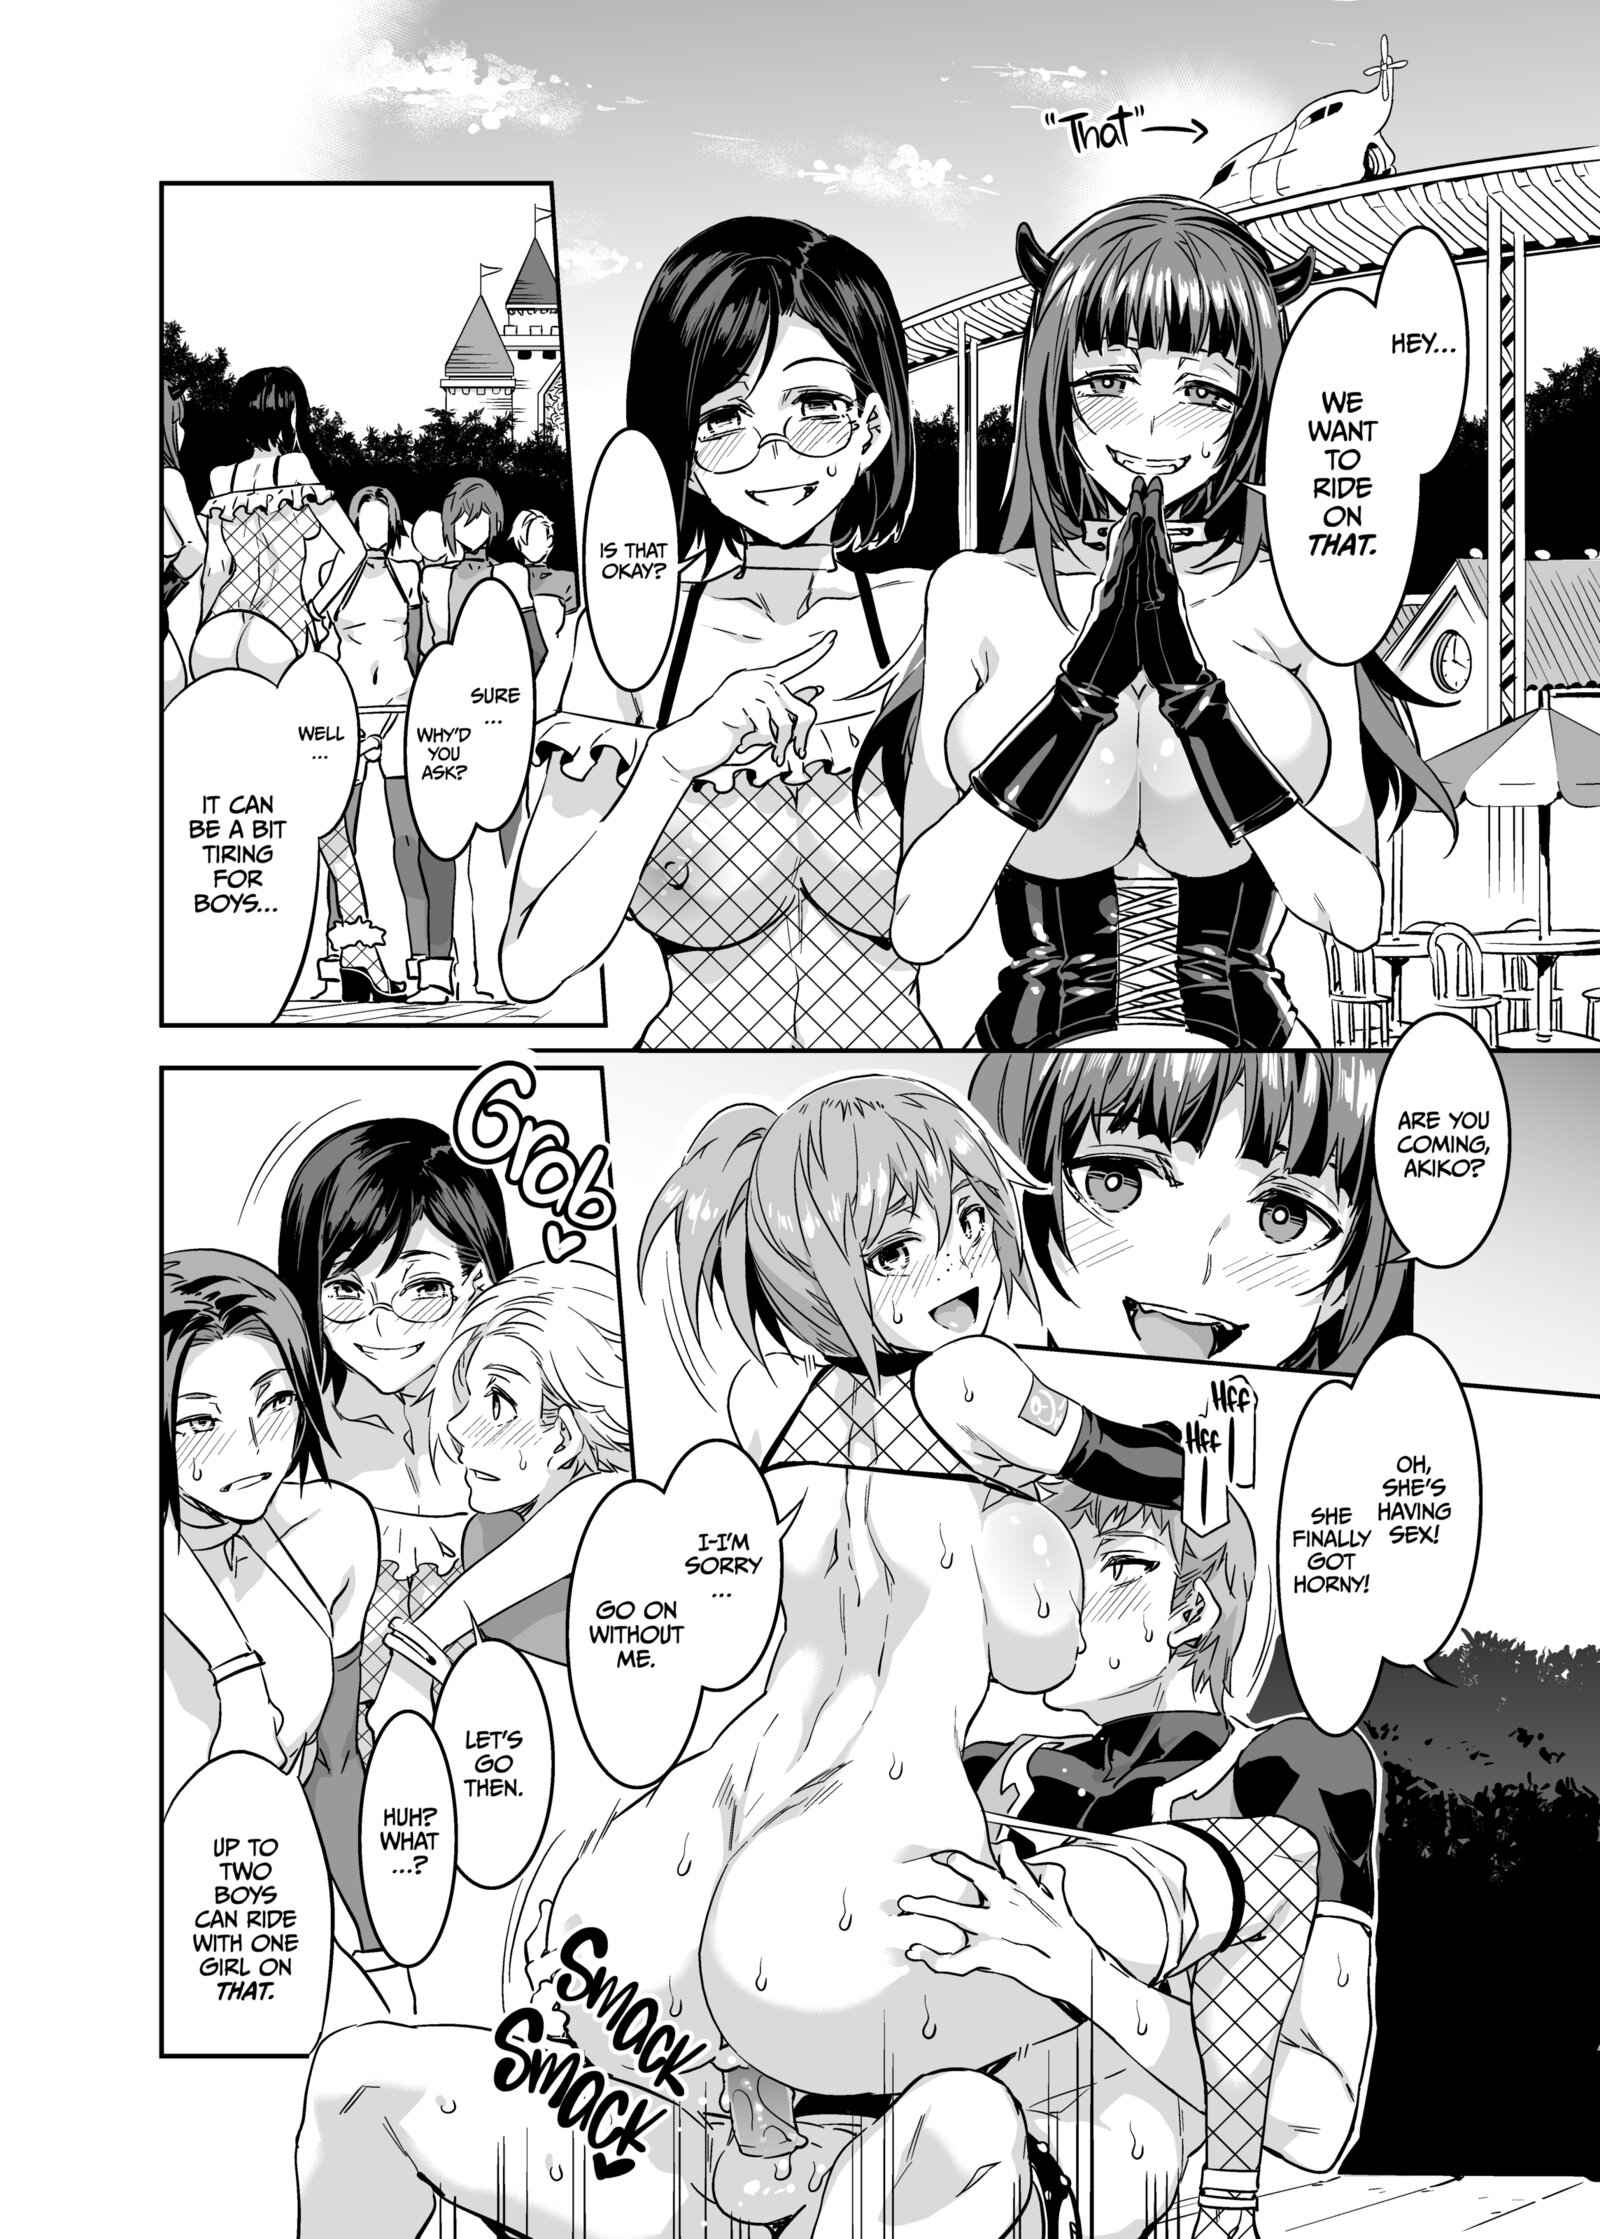 "That"
HEY...
WE
WANT
TO
RIDE
ON
THAT.
IS THAT
OKAY?
SURE
...
WHY'D
YOU
ASK?
WELL
...
IT CAN
BE A BIT
TIRING
FOR
BOYS...
ARE YOU
COMING,
AKIKO?
Hff
Hff
OH,
SHE'S
HAVING
SEX!
SHE
FINALLY
GOT
HORNY!
I-I'M
SORRY
...
GO ON
WITHOUT
ME.
Smack
Smack
Grab
LET'S
GO
THEN.
HUH?
WHAT
...?
UP TO
TWO
BOYS
CAN RIDE
WITH ONE
GIRL ON
THAT.